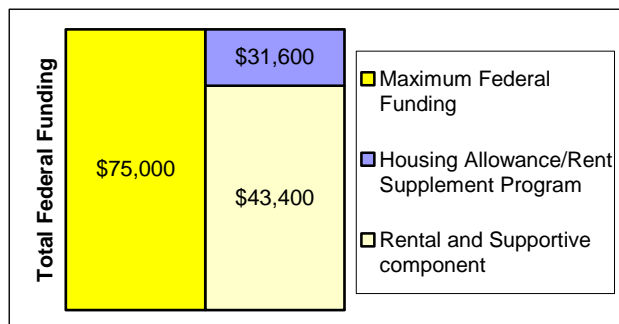 Total Federal Funding
$75,000
$31,600
$43,400
Maximum Federal
Funding
Housing Allowance/Rent
Supplement Program
Rental and Supportive
component